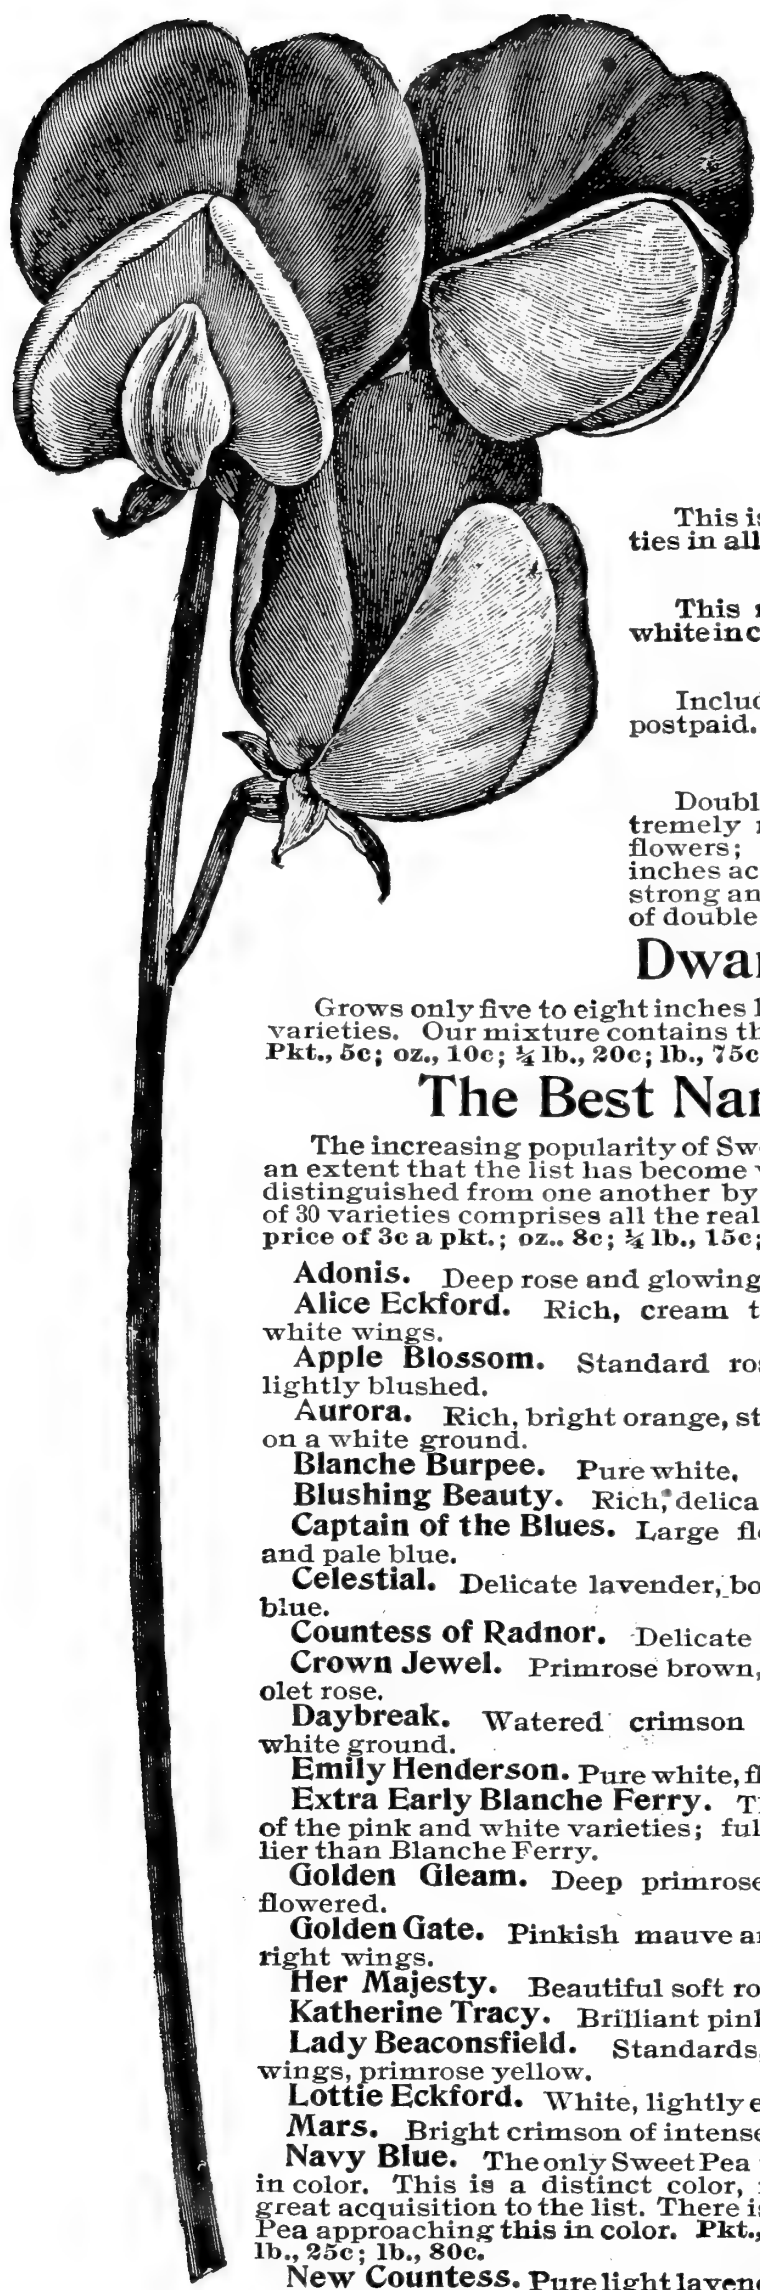 This is
ties in all
This
white inc
Includ
postpaid.
Doubl
tremely
flowers;
inches ac
strong an
of double
Dwar
Grows only five to eight inches
varieties. Our mixture contains th
Pkt., 5c; oz., 10c; ¼ lb., 20c; lb., 75c
The Best Nam
The increasing popularity of Sw
an extent that the list has become
distinguished from one another by
of 30 varieties comprises all the real
price of 3c a pkt.; oz.. 8c; ¼ lb., 15c;
Adonis. Deep rose and glowing
Alice Eckford. Rich, cream t
white wings.
Apple Blossom. Standard ros
lightly blushed.
Aurora. Rich, bright orange, st
on a white ground.
Blanche Burpee. Pure white,
Blushing Beauty. Rich, delica
Captain of the Blues. Large flo
and pale blue.
Celestial. Delicate lavender, bo
blue.
Countess of Radnor. Delicate
Crown Jewel. Primrose brown,
olet rose.
Daybreak. Watered crimson
white ground.
Emily Henderson. Pure white, fl
Extra Early Blanche Ferry. T
of the pink and white varieties; ful
lier than Blanche Ferry.
Golden Gleam. Deep primrose
flowered.
Golden Gate. Pinkish mauve an
right wings.
Her Majesty. Beautiful soft ro
Katherine Tracy. Brilliant pink
Lady Beaconsfield. Standards,
wings, primrose yellow.
Lottie Eckford. White, lightly e
Mars. Bright crimson of intense
Navy Blue. The only Sweet Pea
in color. This is a distinct color,
great acquisition to the list. There is
Pea approaching this in color. Pkt.,
lb., 25c; lb., 80c.
New Countess. Pure light lavend